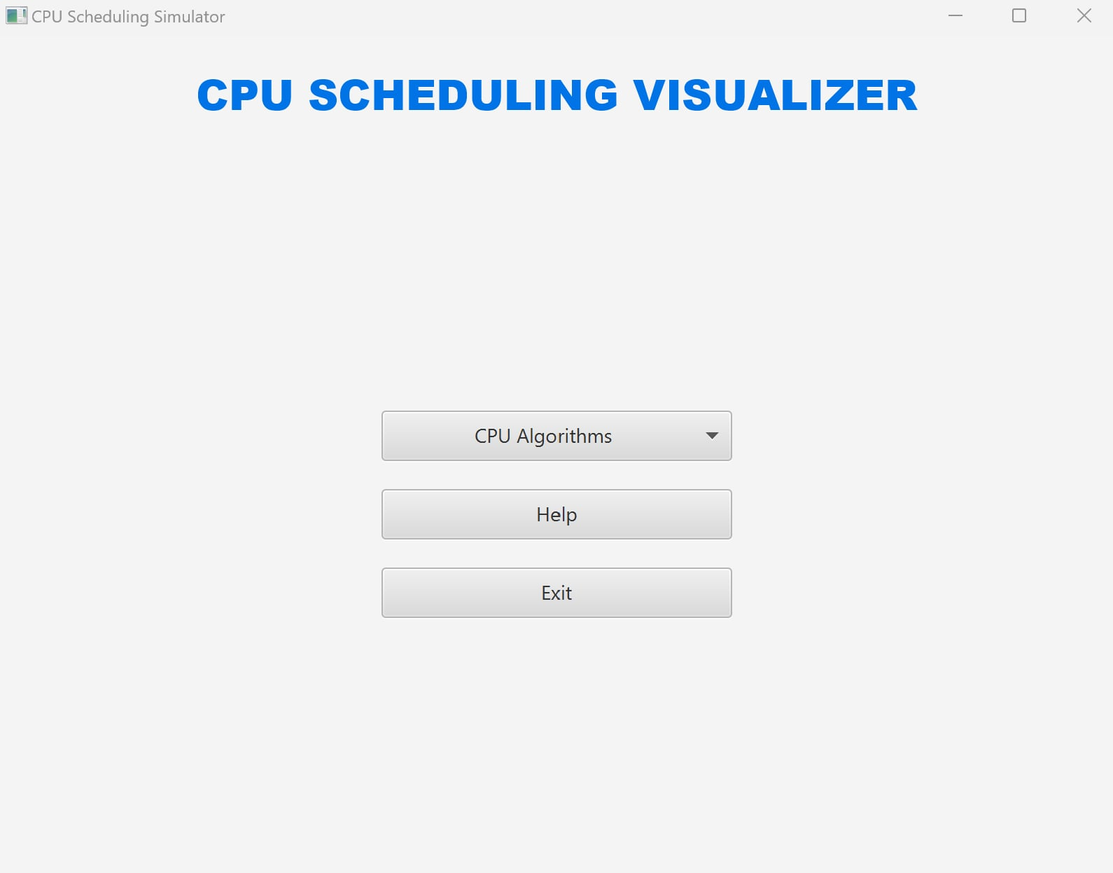 CPU Scheduling Simulator
CPU SCHEDULING VISUALIZER
CPU Algorithms
Help
Exit